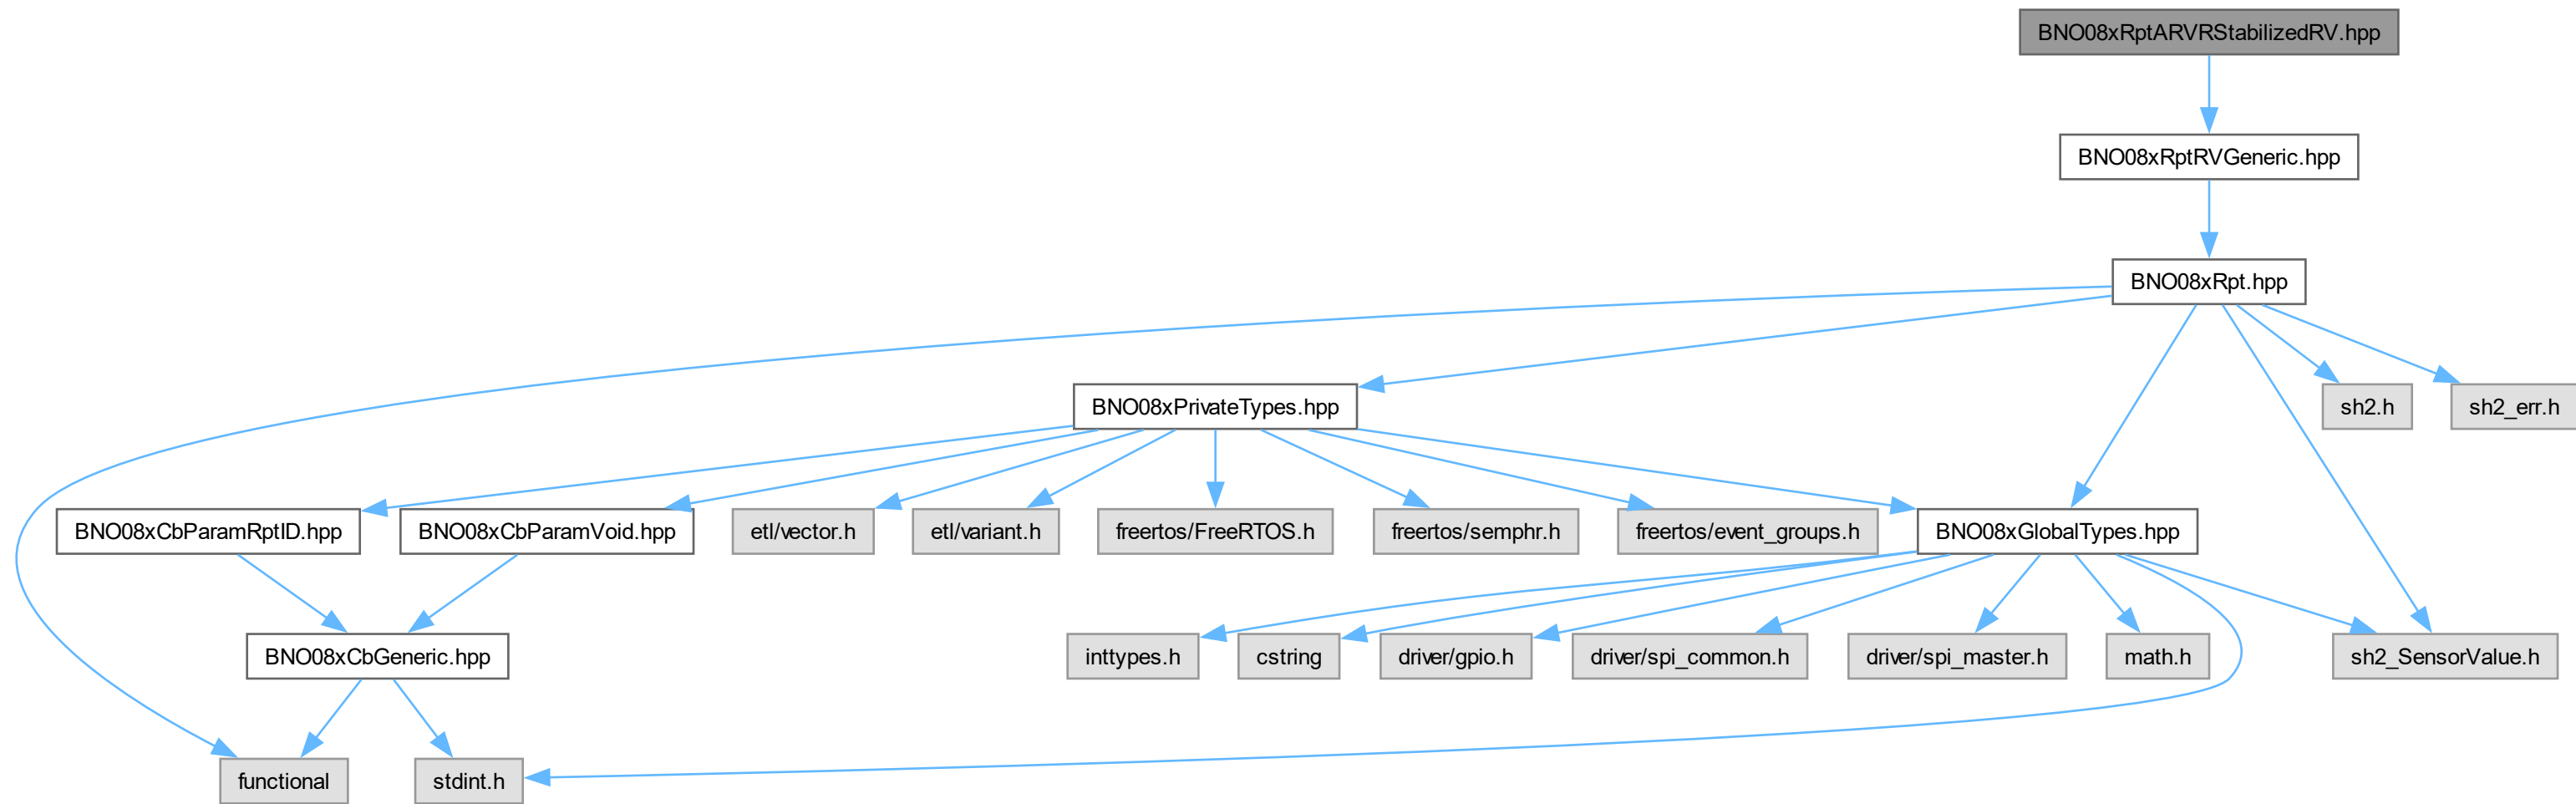 BNO08xRptARVRStabilizedRV.hpp
BNO08xRptRVGeneric.hpp
BNO08xRpt.hpp
BNO08xPrivateTypes.hpp
sh2.h
sh2_err.h
BNO08xCbParamRptID.hpp
BNO08xCbParamVoid.hpp
etl/vector.h
etl/variant.h
freertos/FreeRTOS.h
freertos/semphr.h
freertos/event_groups.h
BNO08xGlobalTypes.hpp
BNO08xCbGeneric.hpp
inttypes.h
cstring
driver/gpio.h
driver/spi_common.h
driver/spi_master.h
math.h
sh2_SensorValue.h
functional
stdint.h